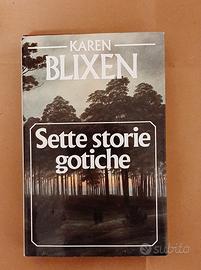 KAREN
BLIXEN
Sette storie
gotiche
subito